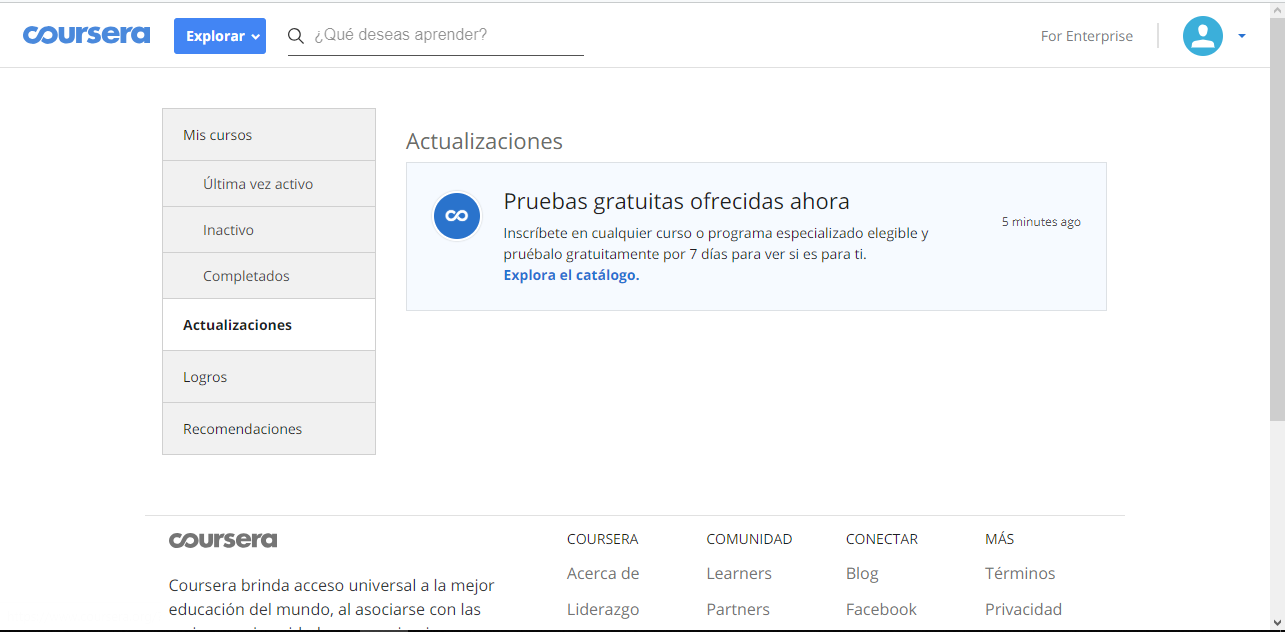 coursera
Explorar
¿Qué deseas aprender?
For Enterprise
Mis cursos
Última vez activo
Inactivo
Completados
Actualizaciones
Logros
Recomendaciones
Actualizaciones
Pruebas gratuitas ofrecidas ahora
Inscríbete en cualquier curso o programa especializado elegible y
pruébalo gratuitamente por 7 días para ver si es para ti.
Explora el catálogo.
5 minutes ago
coursera
Coursera brinda acceso universal a la mejor
educación del mundo, al asociarse con las
COURSERA
Acerca de
Liderazgo
COMUNIDAD
Learners
Partners
CONECTAR
Blog
Facebook
MÁS
Términos
Privacidad